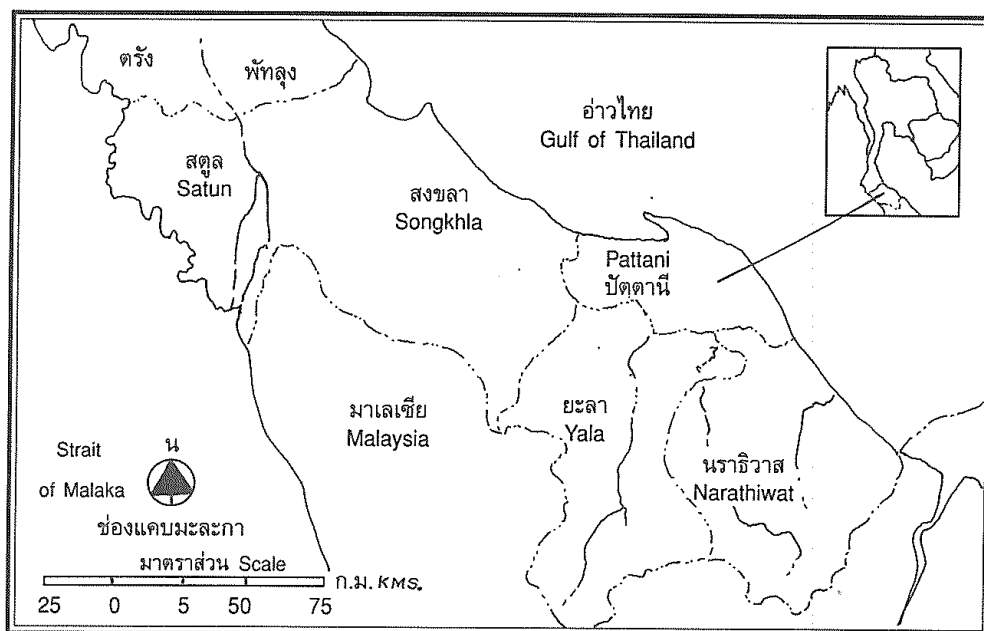 ตรัง
พัทลุง
อ่าวไทย
Gulf of Thailand
สตูล
Satun
สงขลา
Songkhla
Pattani
ปัตตานี
มาเลเซีย
Malaysia
ยะลา
Yala
นราธิวาส
Narathiwat
Strait
of Malaka
น
ช่องแคบมะละกา
มาตราส่วน Scale
ก.ม. KMS.
25 0 5 50 75